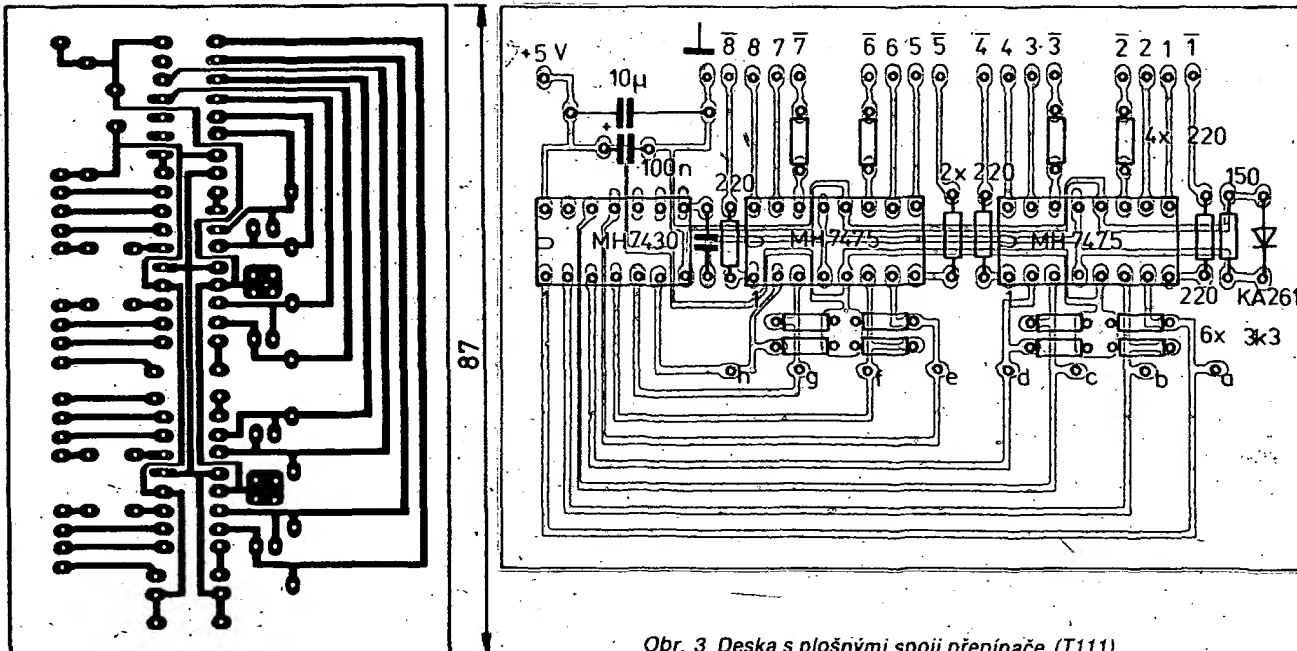 +5 V
8̅ 8 7 7̅ 6̅ 6 5 5̅ 4̅ 4 3 3̅ 2̅ 2 1 1̅
10µ
+
100n
220
2x 220
4x 220
150
MH7430
MH7475
MH7475
220
KA261
6x 3k3
h g f e d c b a
87
Obr. 3 Deska s plošnými spoji přepínače (T111)